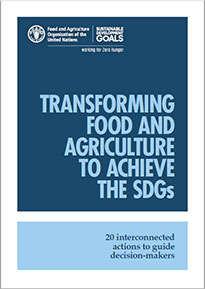 Food and Agriculture
Organization of the
United Nations
SUSTAINABLE
DEVELOPMENT
GOALS
working for Zero Hunger
TRANSFORMING
FOOD AND
AGRICULTURE
TO ACHIEVE
THE SDGs
20 interconnected
actions to guide
decision-makers